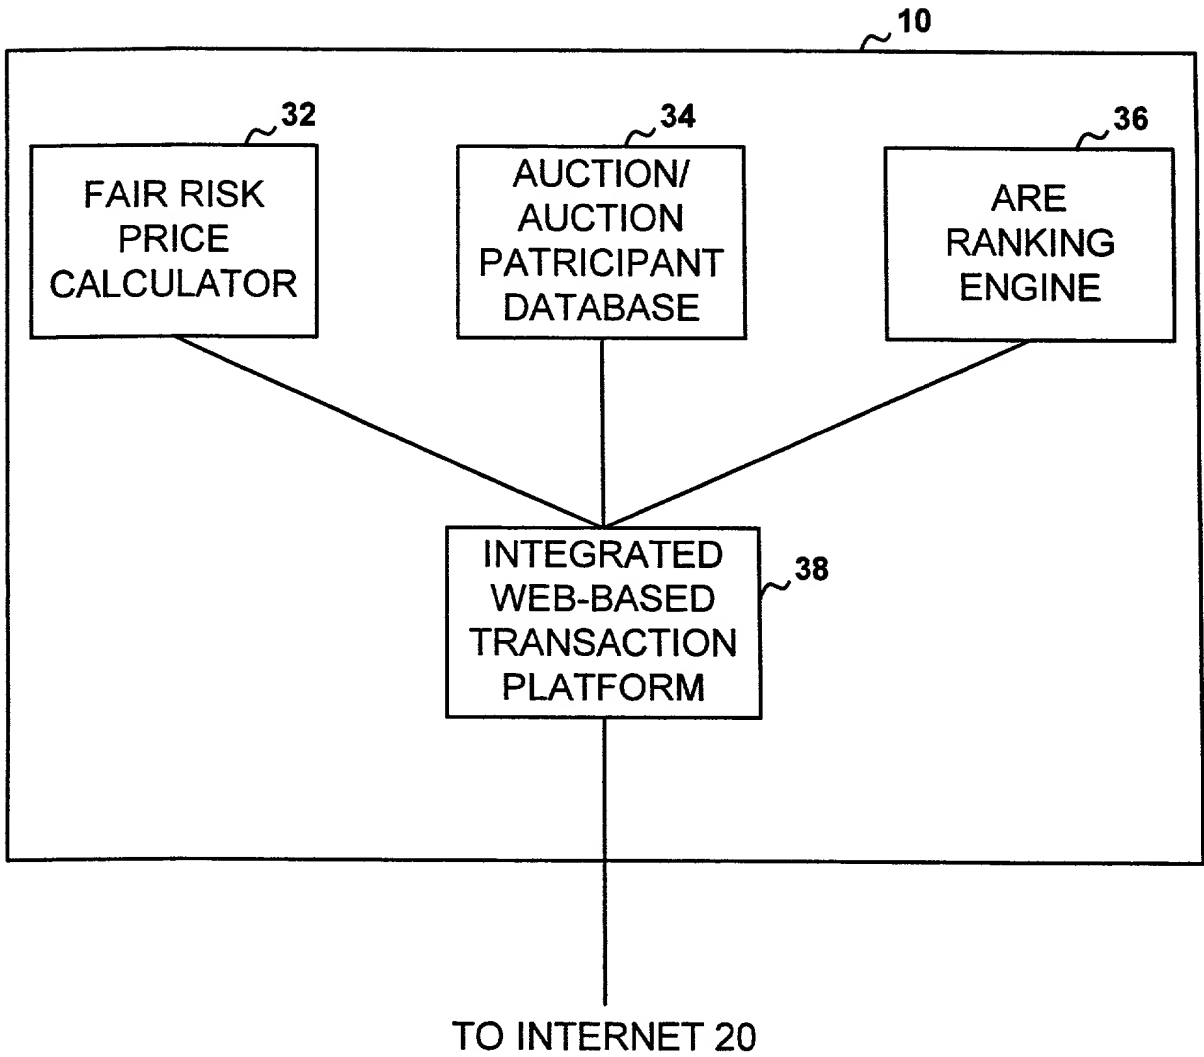 10
32
FAIR RISK
PRICE
CALCULATOR
34
AUCTION/
AUCTION
PATRICIPANT
DATABASE
36
ARE
RANKING
ENGINE
38
INTEGRATED
WEB-BASED
TRANSACTION
PLATFORM
TO INTERNET 20